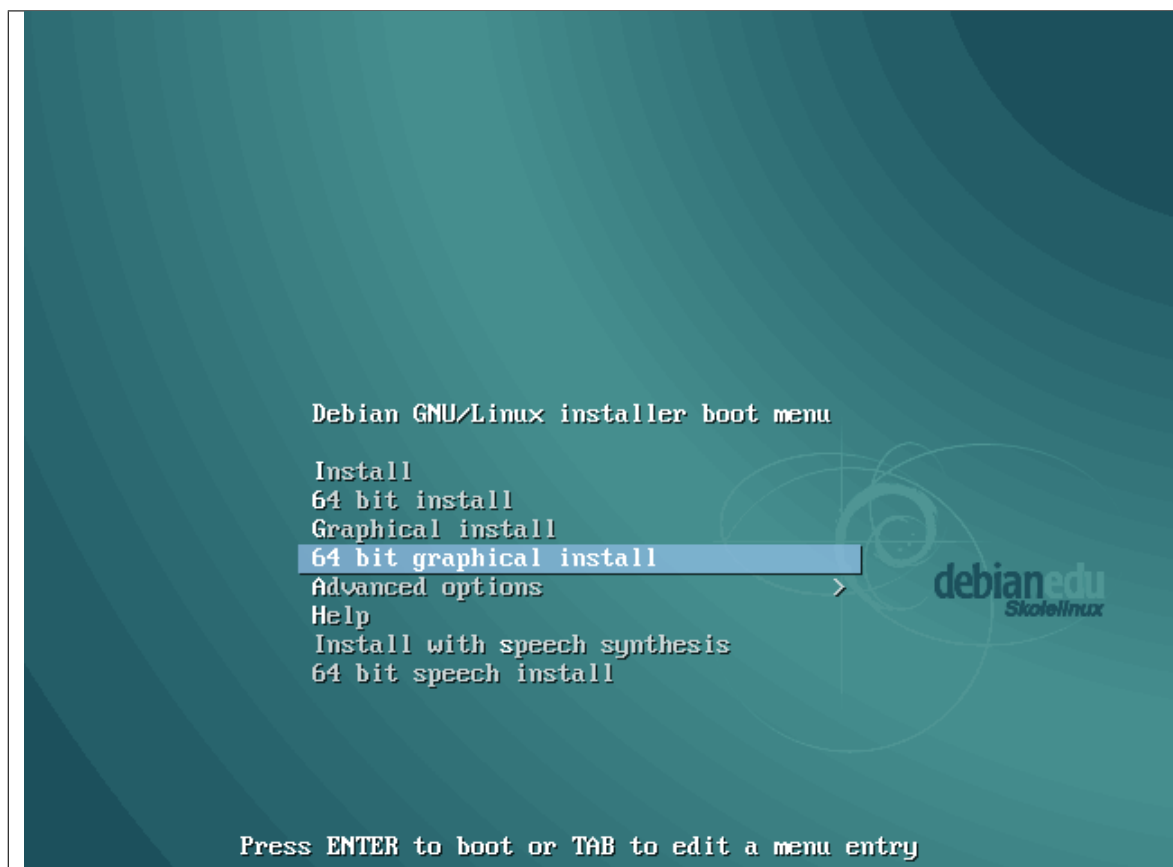 Debian GNU/Linux installer boot menu
Install
64 bit install
Graphical install
64 bit graphical install
Advanced options >
Help
Install with speech synthesis
64 bit speech install
debianedu
Skolelinux
Press ENTER to boot or TAB to edit a menu entry